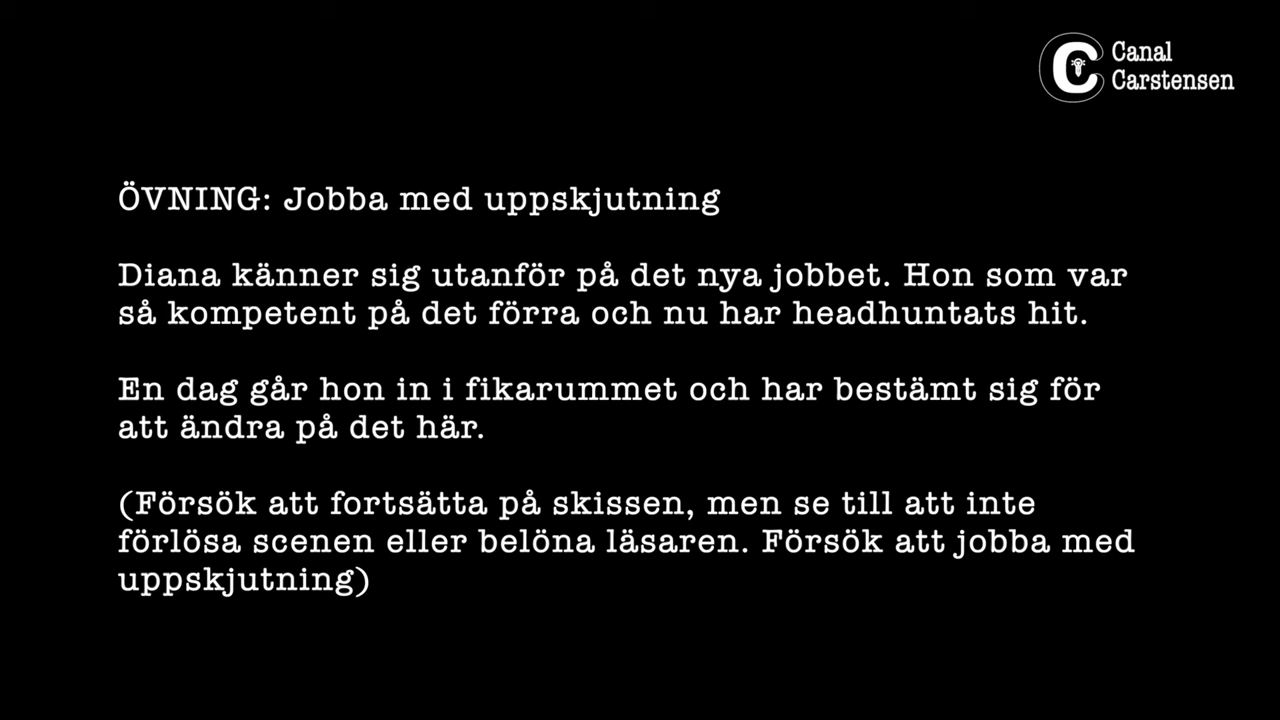 Canal
Carstensen
ÖVNING: Jobba med uppskjutning
Diana känner sig utanför på det nya jobbet. Hon som var
så kompetent på det förra och nu har headhuntats hit.
En dag går hon in i fikarummet och har bestämt sig för
att ändra på det här.
(Försök att fortsätta på skissen, men se till att inte
förlösa scenen eller belöna läsaren. Försök att jobba med
uppskjutning)